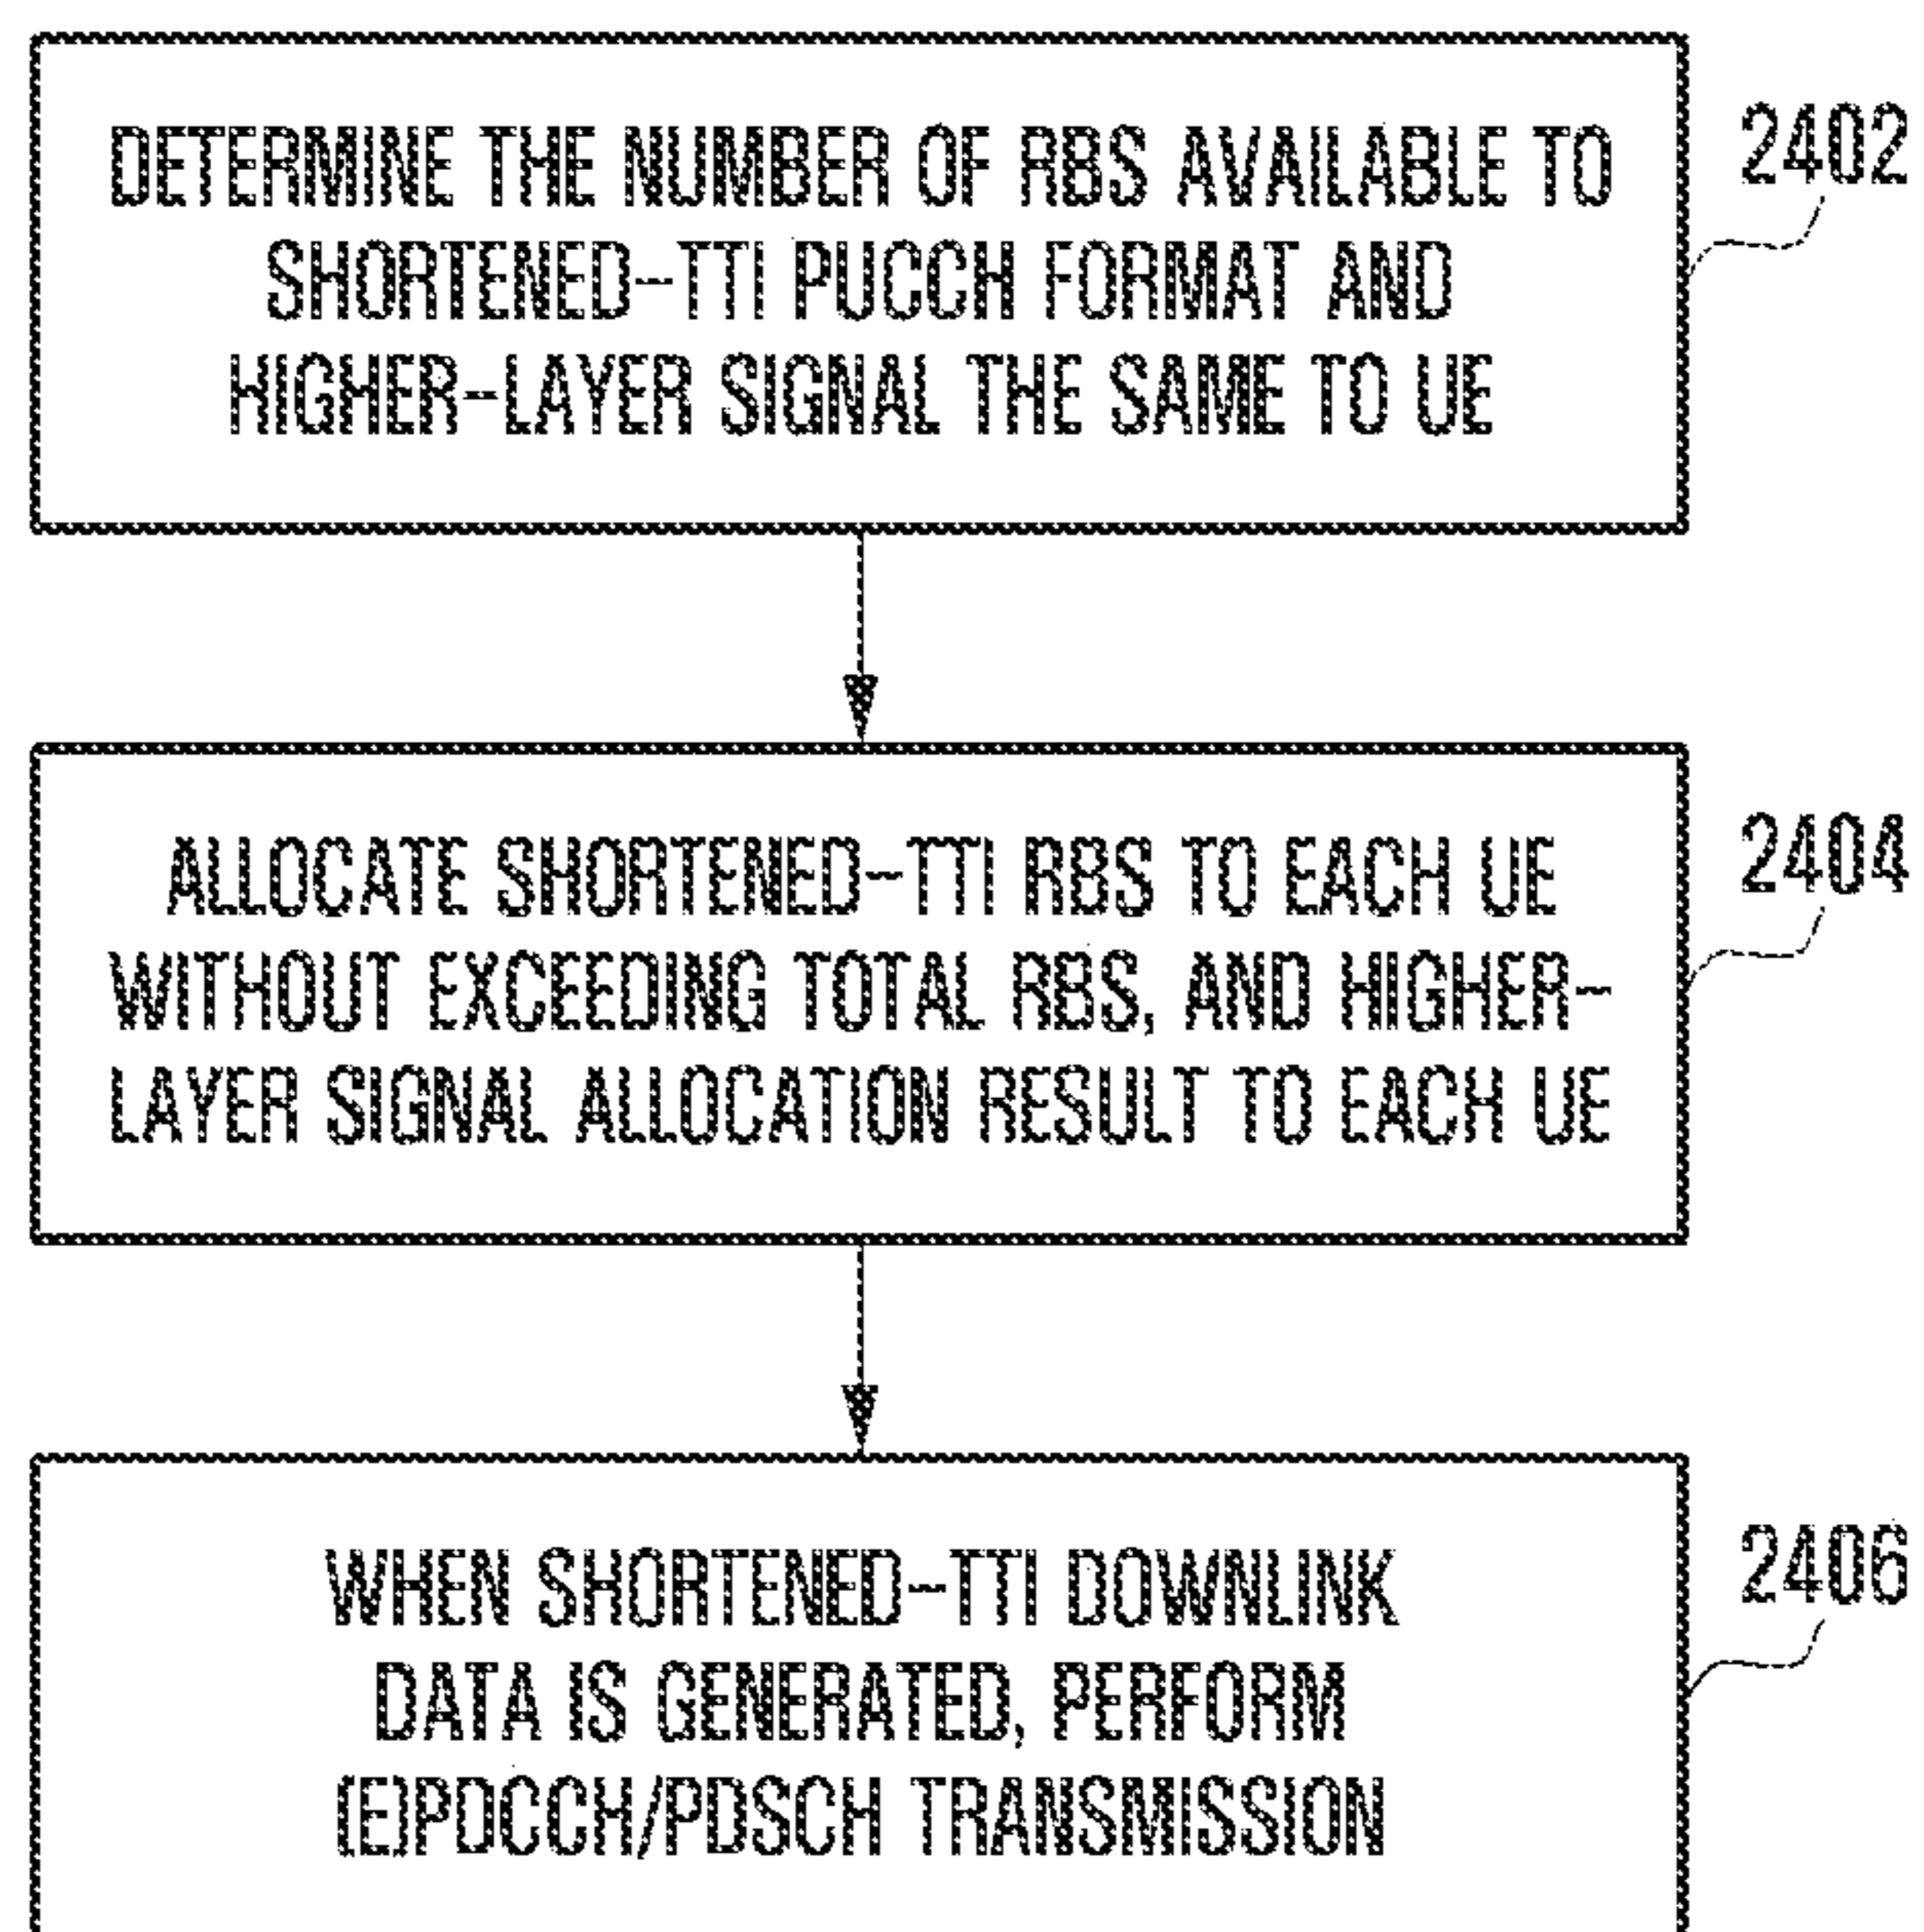 DETERMINE THE NUMBER OF RBS AVAILABLE TO
SHORTENED-TTI PUCCH FORMAT AND
HIGHER-LAYER SIGNAL THE SAME TO UE
2402
ALLOCATE SHORTENED-TTI RBS TO EACH UE
WITHOUT EXCEEDING TOTAL RBS, AND HIGHER-
LAYER SIGNAL ALLOCATION RESULT TO EACH UE
2404
WHEN SHORTENED-TTI DOWNLINK
DATA IS GENERATED, PERFORM
(E)PDCCH/PDSCH TRANSMISSION
2406